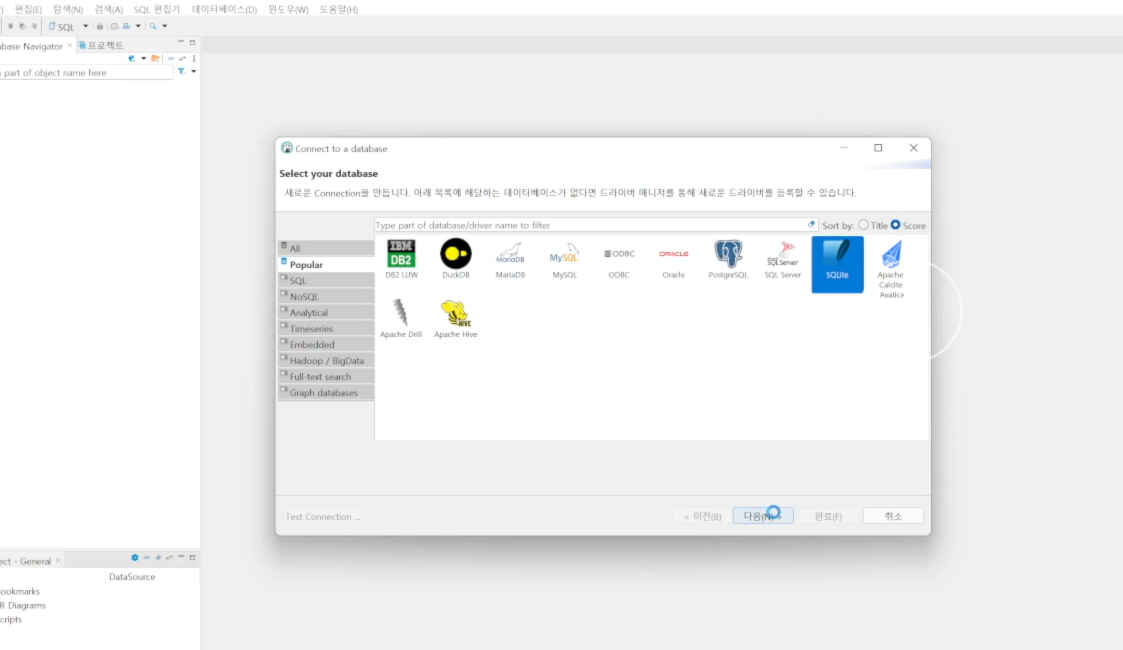 편집(E) 탐색(N) 검색(A) SQL 편집기 데이터베이스(D) 윈도우(W) 도움말(H)
SQL
Navigator 프로젝트
part of object name here
Connect to a database
Select your database
새로운 Connection을 만듭니다. 아래 목록에 해당하는 데이터베이스가 없다면 드라이버 매니저를 통해 새로운 드라이버를 등록할 수 있습니다.
Type part of database/driver name to filter
Sort by: Title Score
All
Popular
SQL
NoSQL
Analytical
Timeseries
Embedded
Hadoop / BigData
Full-text search
Graph databases
IBM
DB2
MariaDB
MySQL
ODBC
ORACLE
SQL Server
DB2 LUW DuckDB MariaDB MySQL ODBC Oracle PostgreSQL SQL Server SQLite Apache
Calcite
Avatica
HIVE
Apache Drill Apache Hive
Test Connection ...
< 이전(B) 다음(N) > 완료(F) 취소
General
DataSource
Diagrams